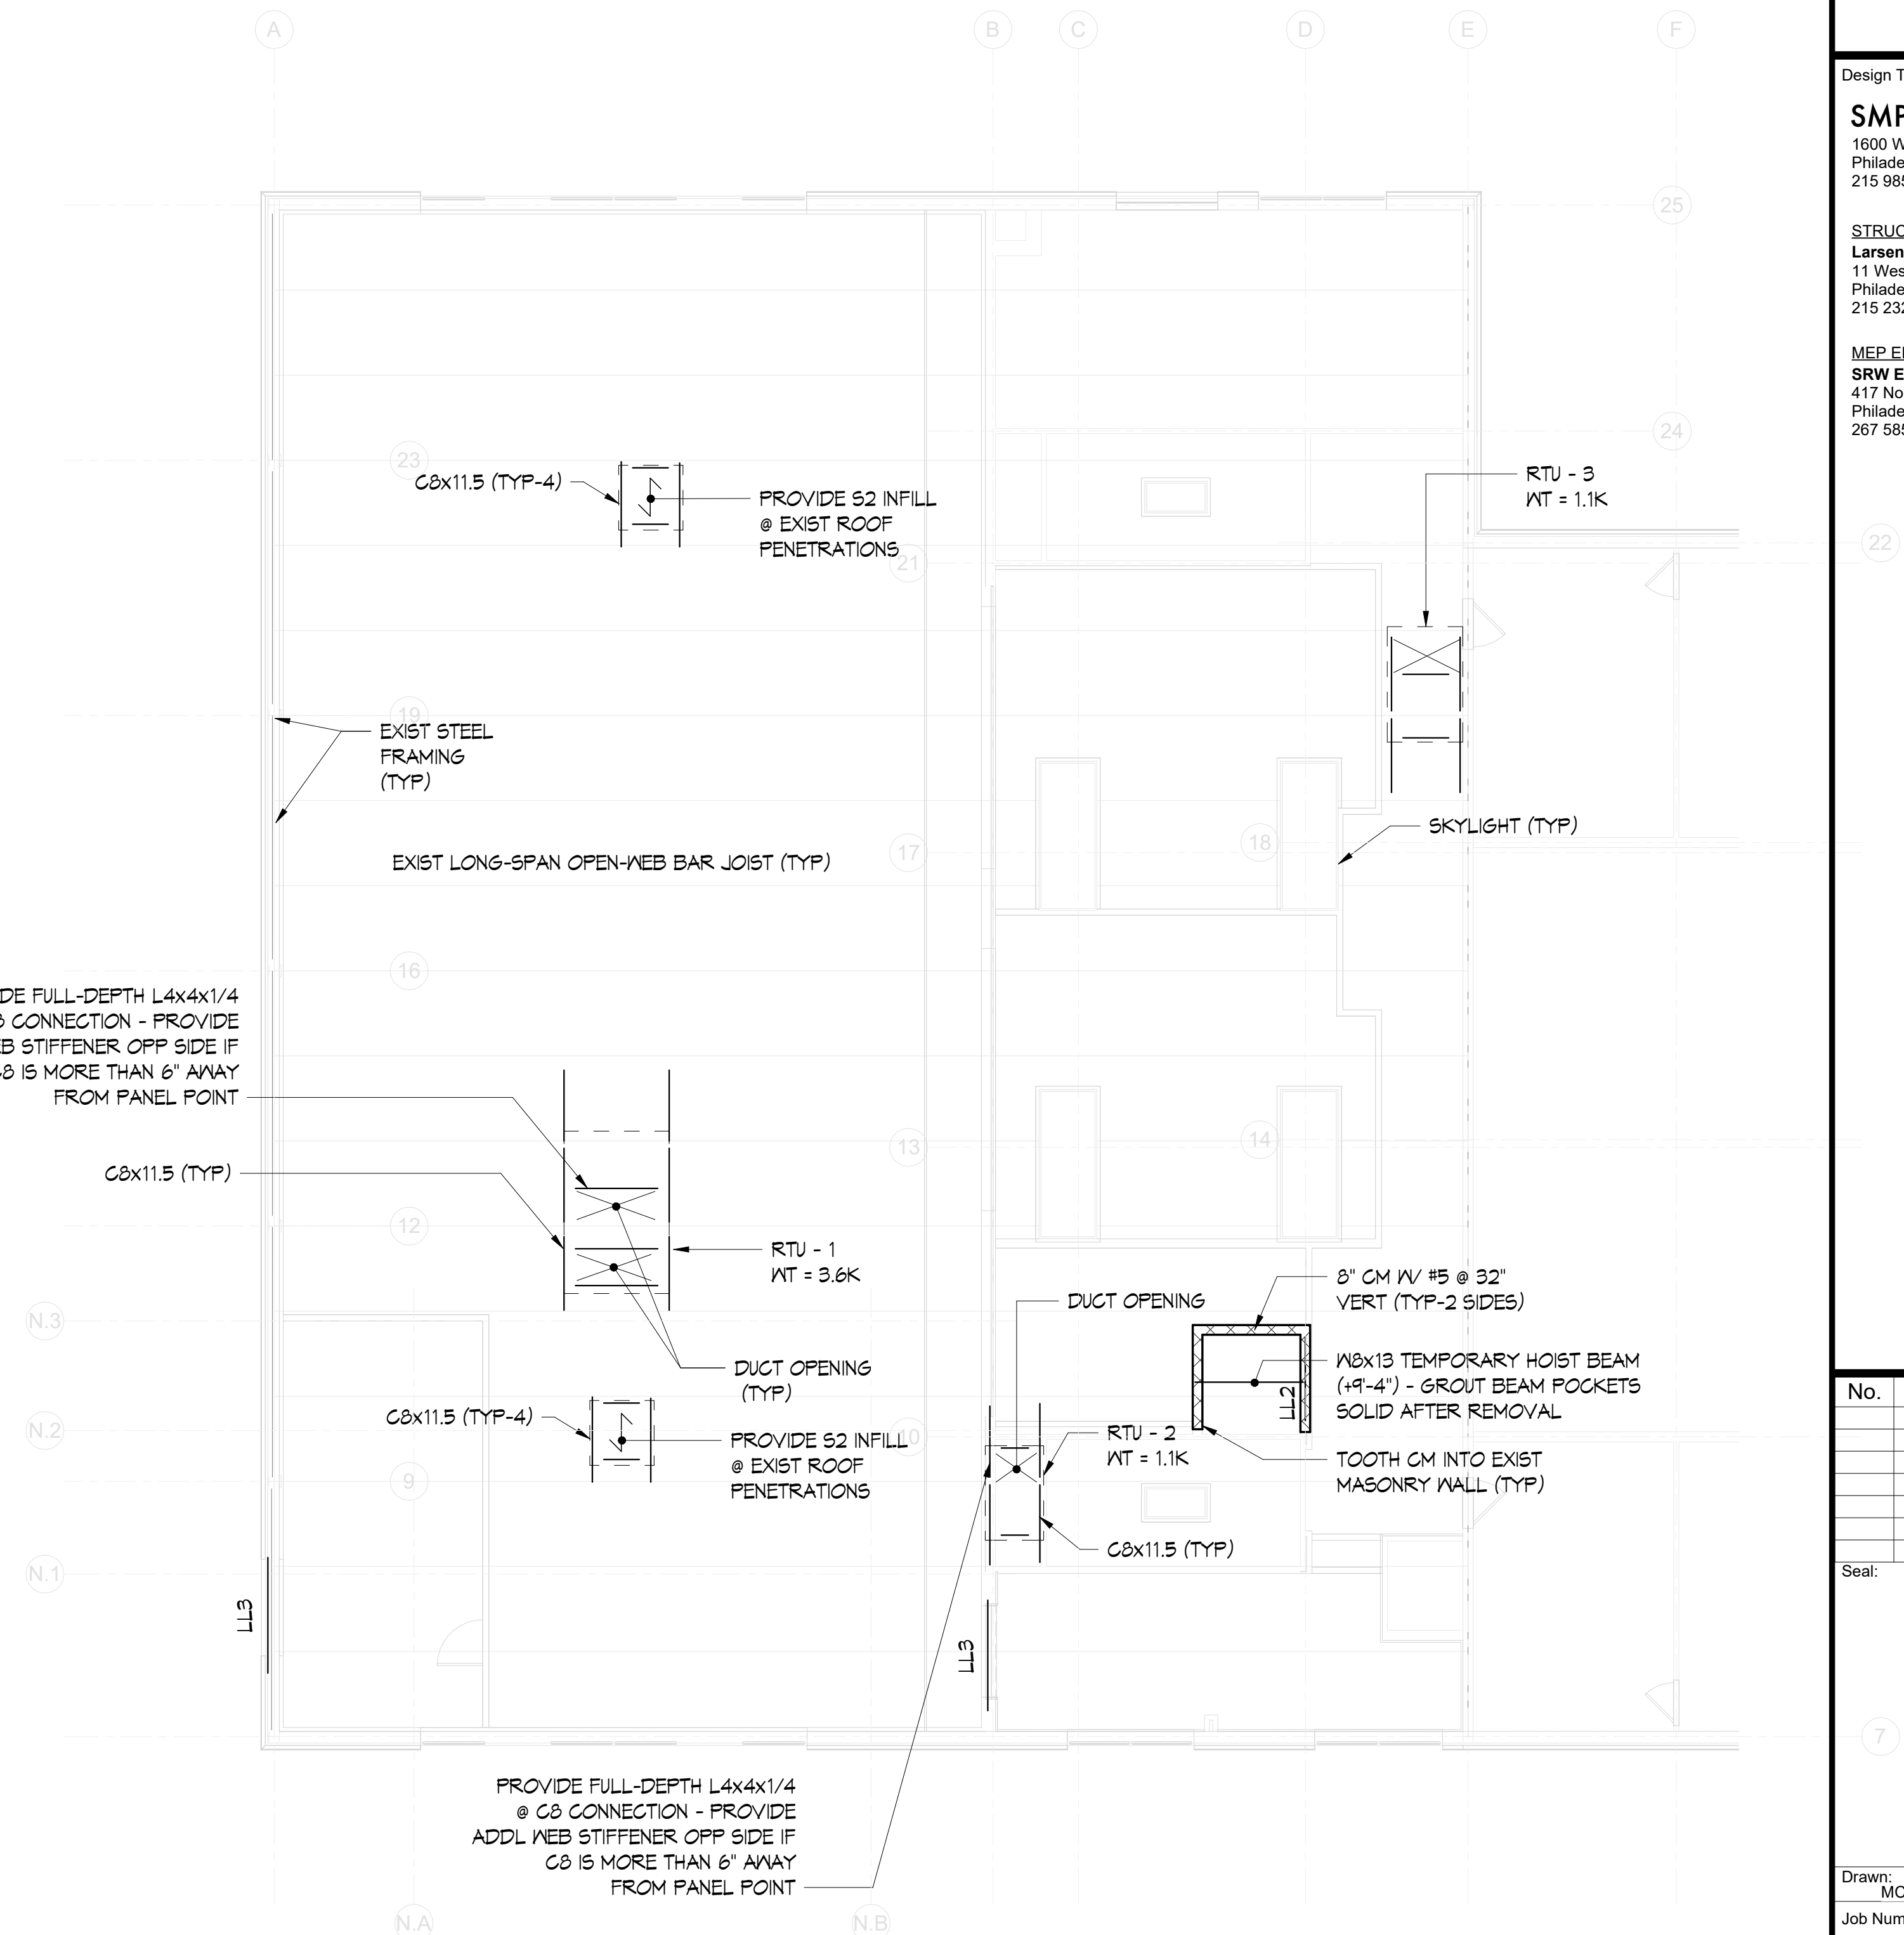 A
B
C
D
E
F
25
24
23
22
21
C8x11.5 (TYP-4)
PROVIDE S2 INFILL
@ EXIST ROOF
PENETRATIONS
RTU - 3
WT = 1.1K
19
EXIST STEEL
FRAMING
(TYP)
SKYLIGHT (TYP)
18
17
EXIST LONG-SPAN OPEN-WEB BAR JOIST (TYP)
16
DE FULL-DEPTH L4x4x1/4
CONNECTION - PROVIDE
STIFFENER OPP SIDE IF
IS MORE THAN 6" AWAY
FROM PANEL POINT
14
13
C8x11.5 (TYP)
12
RTU - 1
WT = 3.6K
8" CM W/ #5 @ 32"
VERT (TYP-2 SIDES)
DUCT OPENING
N.3
DUCT OPENING
(TYP)
W8x13 TEMPORARY HOIST BEAM
(+9'-4") - GROUT BEAM POCKETS
SOLID AFTER REMOVAL
LL2
C8x11.5 (TYP-4)
N.2
10
RTU - 2
WT = 1.1K
PROVIDE S2 INFILL
@ EXIST ROOF
PENETRATIONS
TOOTH CM INTO EXIST
MASONRY WALL (TYP)
9
C8x11.5 (TYP)
N.1
LL3
LL3
7
PROVIDE FULL-DEPTH L4x4x1/4
@ C8 CONNECTION - PROVIDE
ADDL WEB STIFFENER OPP SIDE IF
C8 IS MORE THAN 6" AWAY
FROM PANEL POINT
N.A
N.B
Design T
SMP
1600 W
Philade
215 985
STRUC
Larsen
11 Wes
Philade
215 232
MEP E
SRW E
417 No
Philade
267 585
No.
Seal:
Drawn:
MC
Job Num